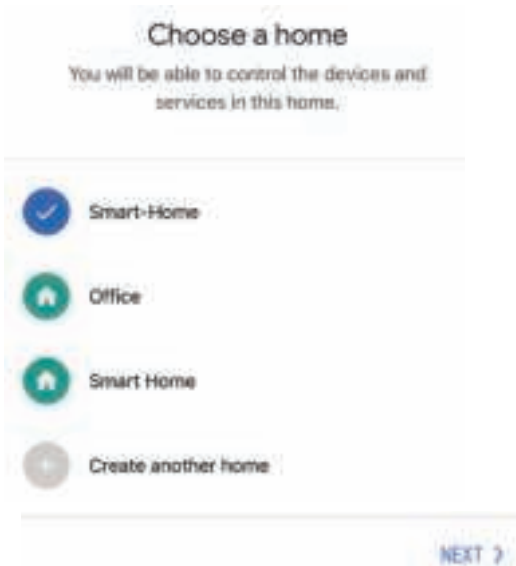 Choose a home
You will be able to control the devices and
services in this home.
Smart-Home
Office
Smart Home
Create another home
NEXT >